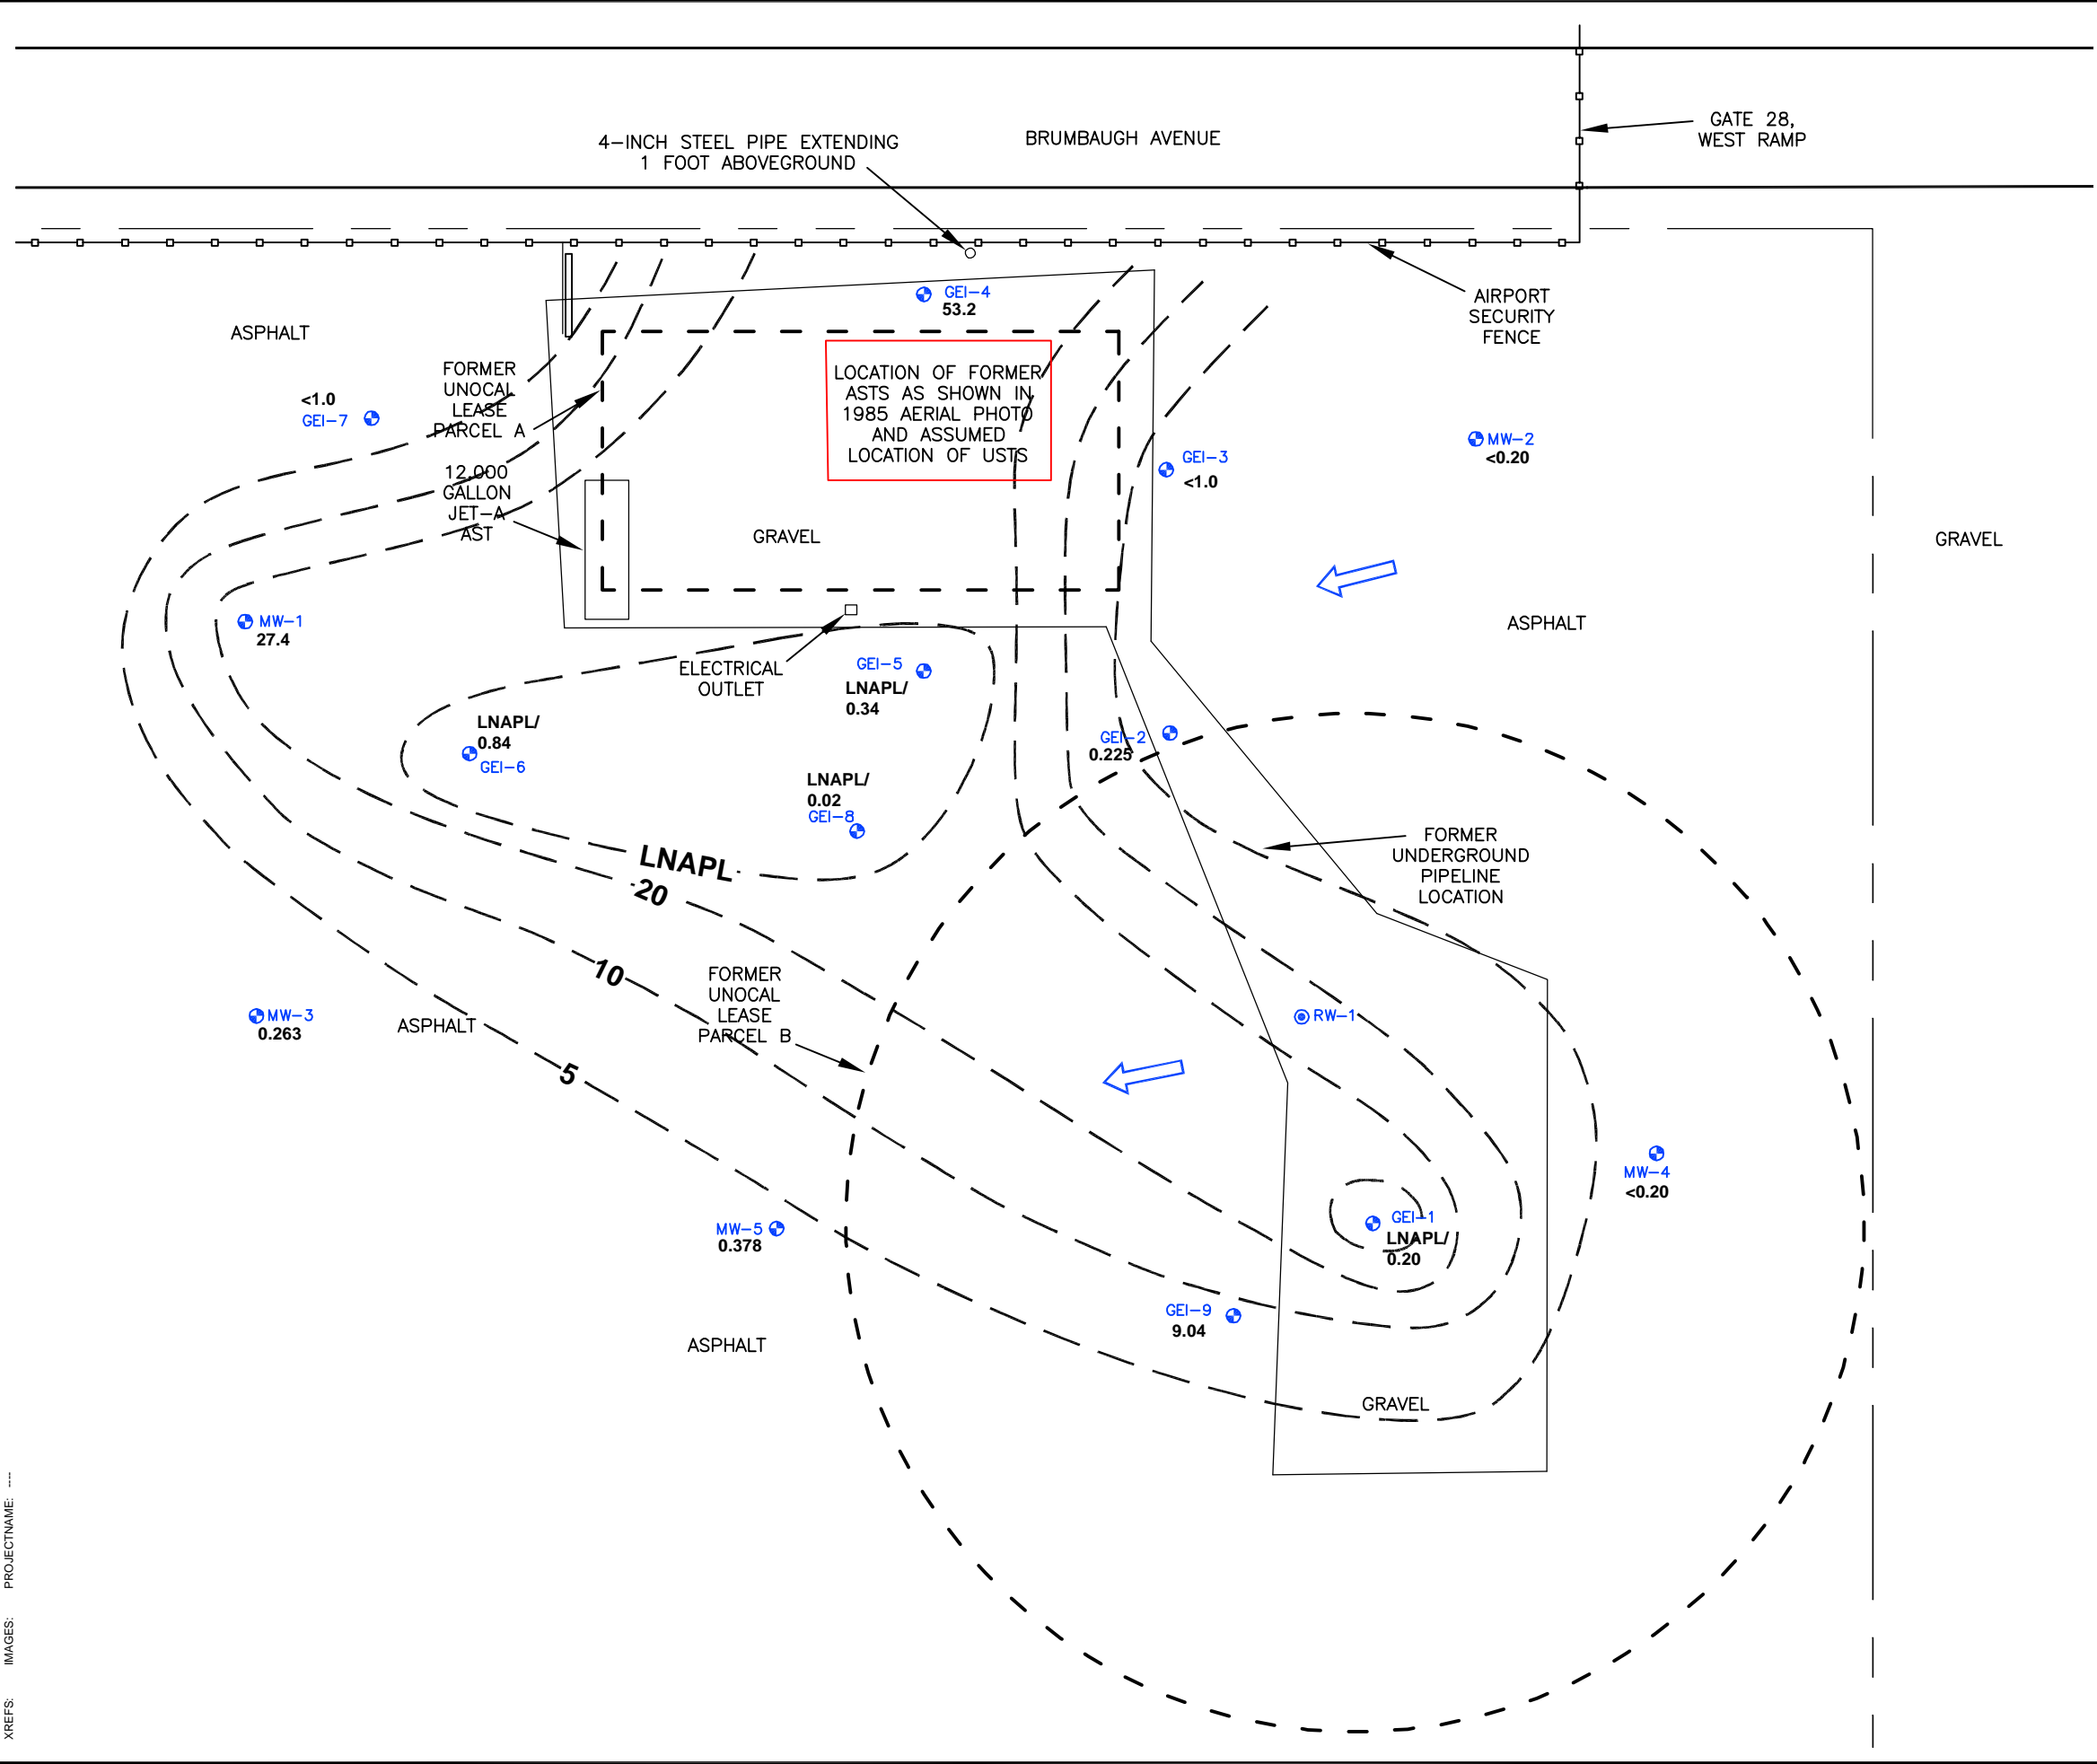 4-INCH STEEL PIPE EXTENDING
1 FOOT ABOVEGROUND
BRUMBAUGH AVENUE
GATE 28,
WEST RAMP
AIRPORT
SECURITY
FENCE
GEI-4
53.2
ASPHALT
FORMER
UNOCAL
LEASE
PARCEL A
LOCATION OF FORMER
ASTS AS SHOWN IN
1985 AERIAL PHOTO
AND ASSUMED
LOCATION OF USTS
<1.0
GEI-7
MW-2
<0.20
GEI-3
<1.0
12,000
GALLON
JET-A
AST
GRAVEL
GRAVEL
MW-1
27.4
ASPHALT
ELECTRICAL
OUTLET
GEI-5
LNAPL/
0.34
LNAPL/
0.84
GEI-6
GEI-2
0.225
LNAPL/
0.02
GEI-8
LNAPL
20
FORMER
UNDERGROUND
PIPELINE
LOCATION
10
FORMER
UNOCAL
LEASE
PARCEL B
MW-3
0.263
ASPHALT
RW-1
5
MW-4
<0.20
MW-5
0.378
GEI-1
LNAPL/
0.20
GEI-9
9.04
ASPHALT
GRAVEL
XREFS: IMAGES: PROJECTNAME: ----